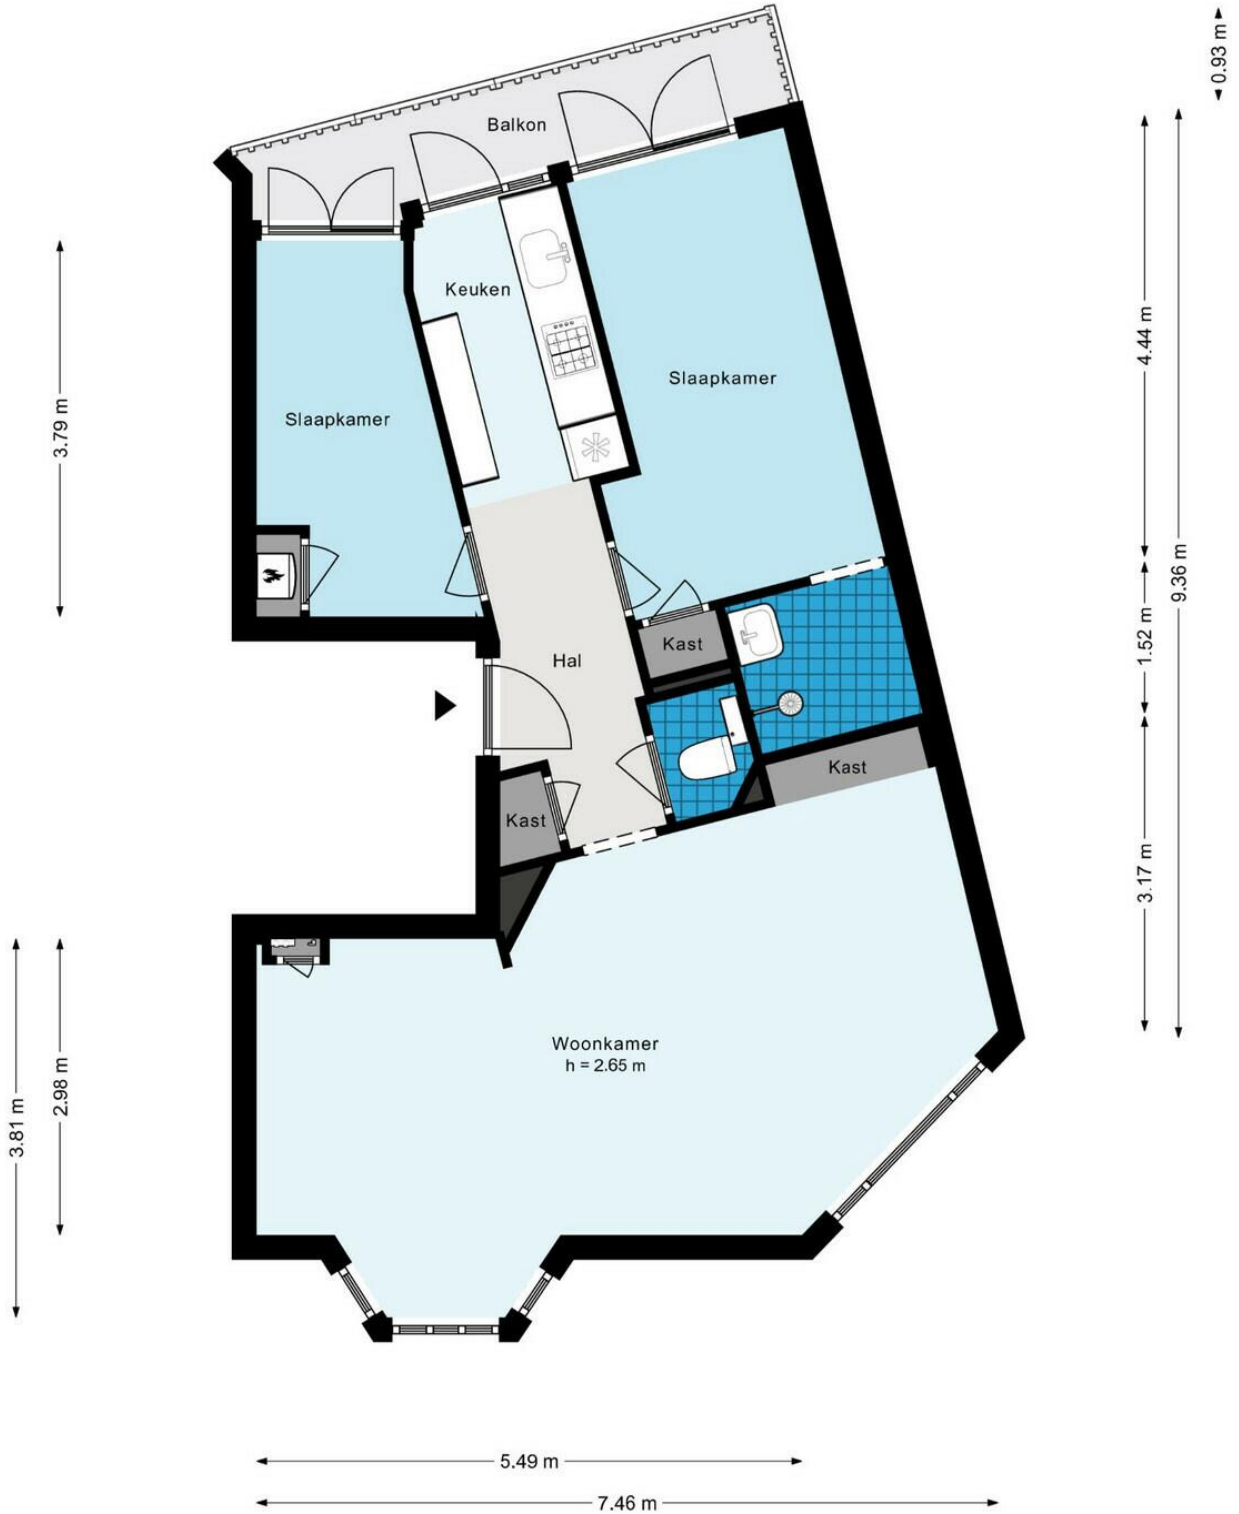 0.93 m
Balkon
Keuken
4.44 m
Slaapkamer
3.79 m
Slaapkamer
9.36 m
1.52 m
Kast
Hal
Kast
Kast
3.17 m
Woonkamer
h = 2.65 m
2.98 m
3.81 m
5.49 m
7.46 m